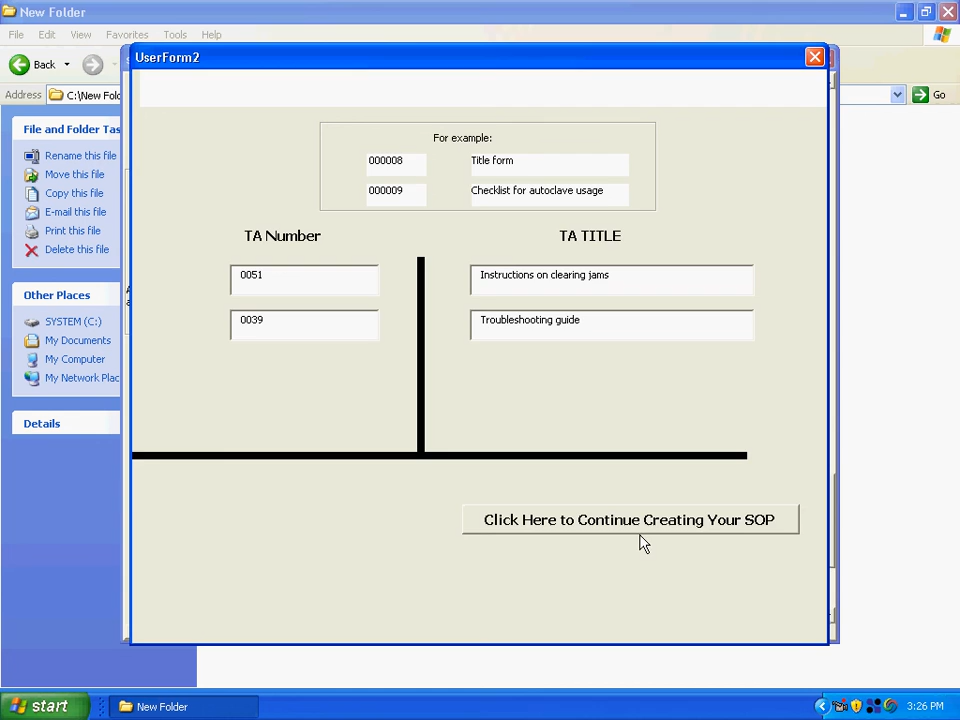 New Folder
File Edit View Favorites Tools Help
Back
Address C:\New Fold
Go
File and Folder Tas
Rename this file
Move this file
Copy this file
E-mail this file
Print this file
Delete this file
Other Places
SYSTEM (C:)
My Documents
My Computer
My Network Plac
Details
UserForm2
For example:
000008 Title form
000009 Checklist for autoclave usage
TA Number TA TITLE
0051 Instructions on clearing jams
0039 Troubleshooting guide
Click Here to Continue Creating Your SOP
start New Folder 3:26 PM